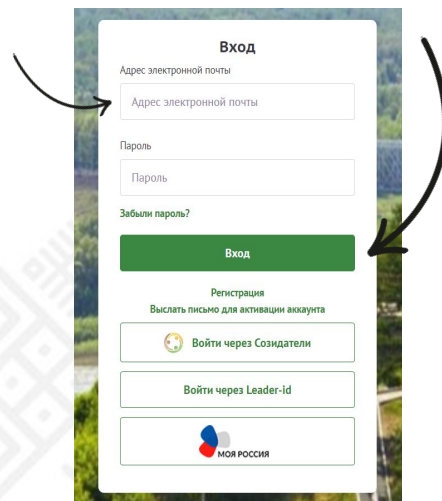 Вход
Адрес электронной почты
Адрес электронной почты
Пароль
Пароль
Забыли пароль?
Вход
Регистрация
Выслать письмо для активации аккаунта
Войти через Созидатели
Войти через Leader-id
МОЯ РОССИЯ